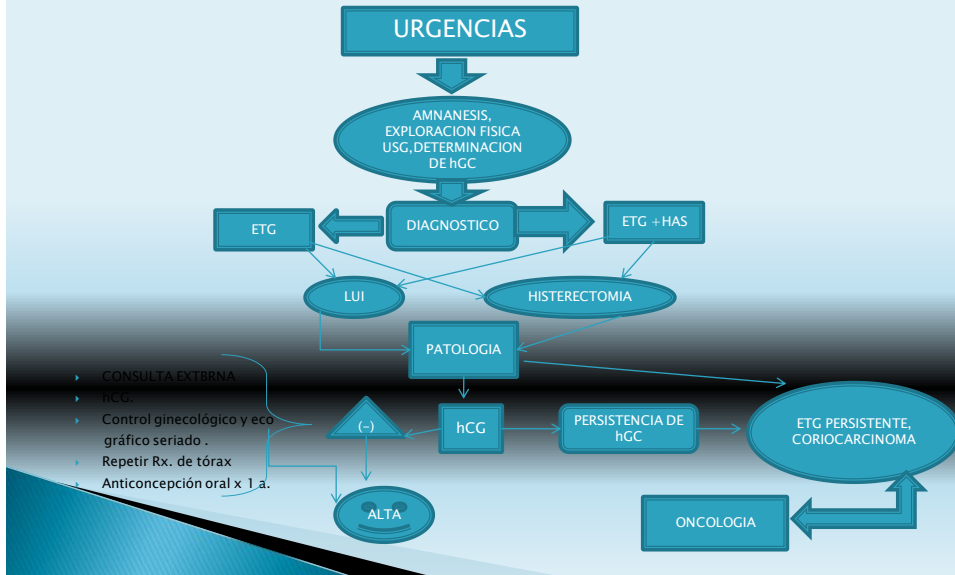 URGENCIAS
AMNANESIS,
EXPLORACION FISICA
USG,DETERMINACION
DE hGC
ETG
DIAGNOSTICO
ETG +HAS
LUI
HISTERECTOMIA
PATOLOGIA
CONSULTA EXTBRNA
hCG.
Control ginecológico y eco
gráfico seriado .
Repetir Rx. de tórax
Anticoncepción oral x 1 a.
(-)
hCG
PERSISTENCIA DE
hGC
ETG PERSISTENTE,
CORIOCARCINOMA
ALTA
ONCOLOGIA